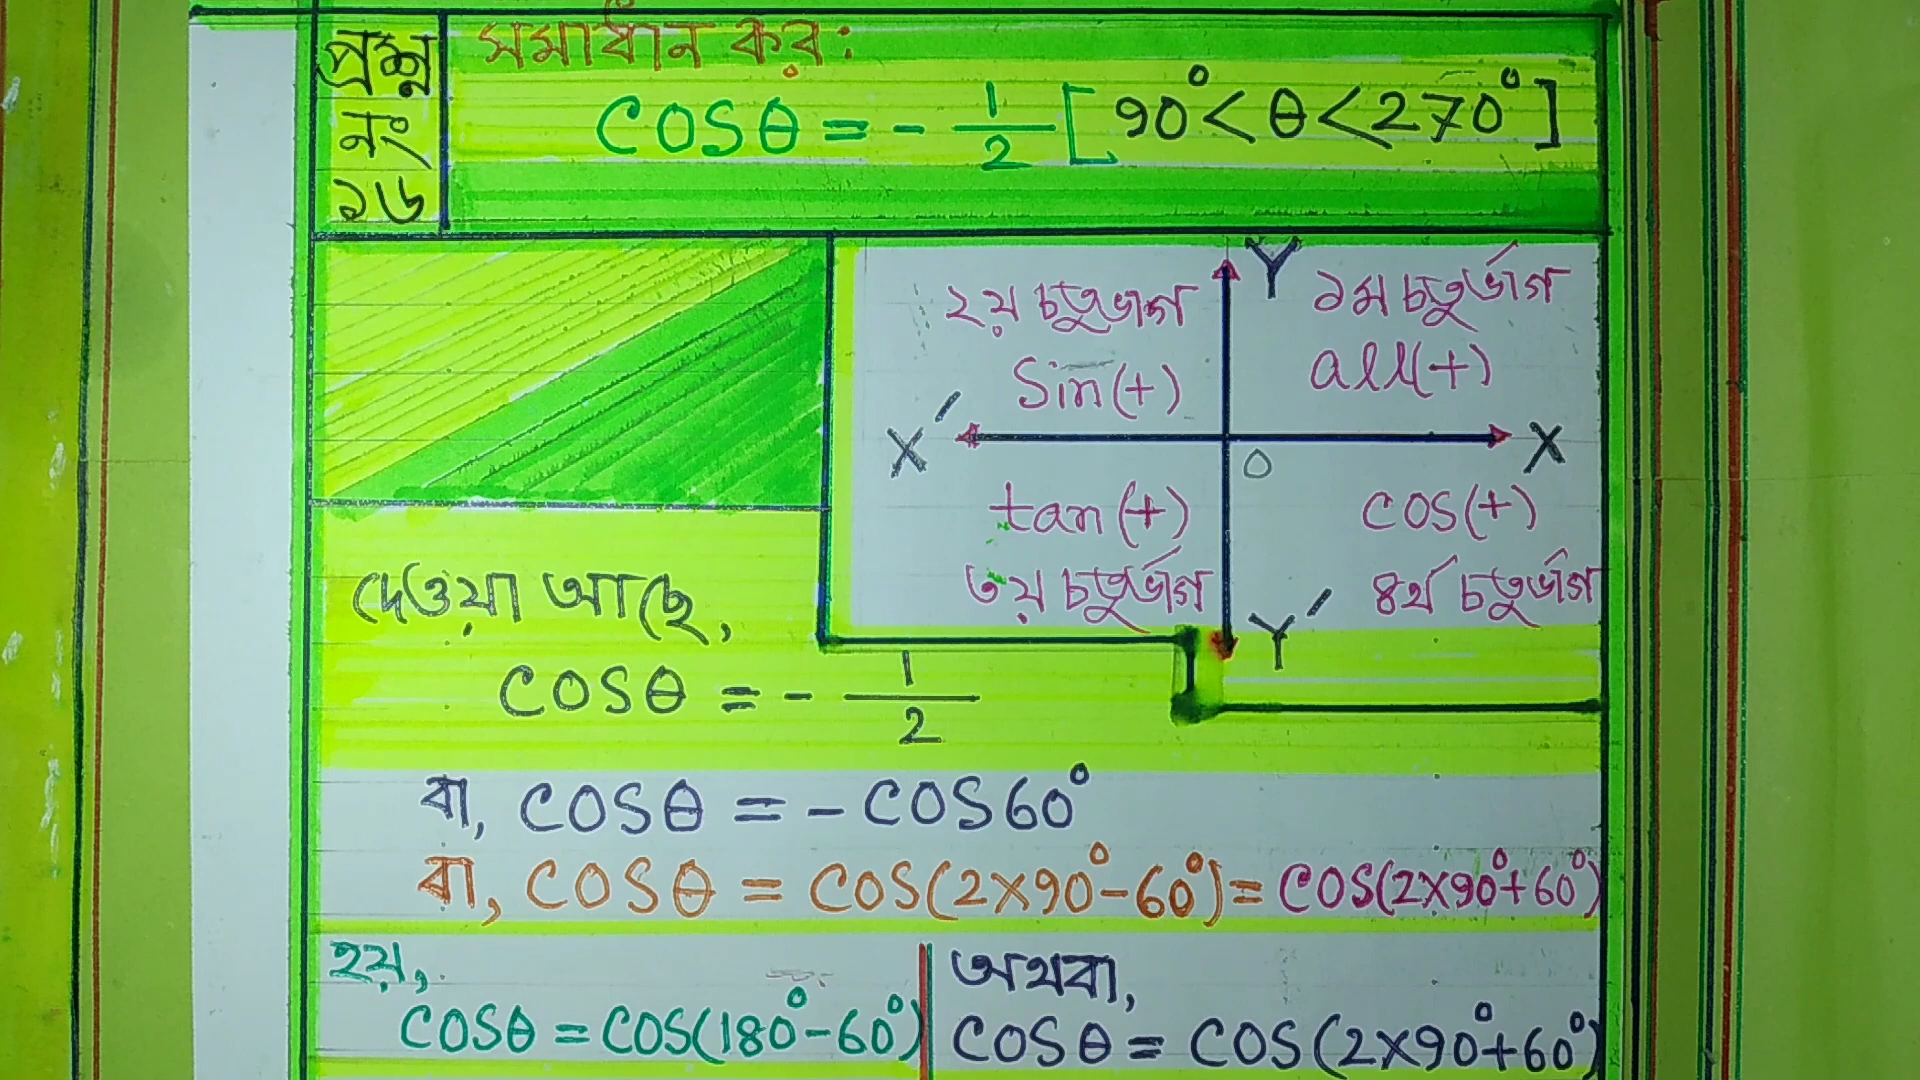 প্রশ্ন
নং
১৬
সমাধান কর:
cosθ = - 1/2 [90° < θ < 270°]
Y
২য় চতুর্ভাগ
১ম চতুর্ভাগ
Sin(+)
all(+)
X′
O
X
tan(+)
cos(+)
৩য় চতুর্ভাগ
৪র্থ চতুর্ভাগ
Y′
দেওয়া আছে,
cosθ = - 1/2
বা, cosθ = - cos60°
বা, cosθ = cos(2×90°-60°) = cos(2×90°+60°)
হয়,
cosθ = cos(180°-60°)
অথবা,
cosθ = cos(2×90°+60°)